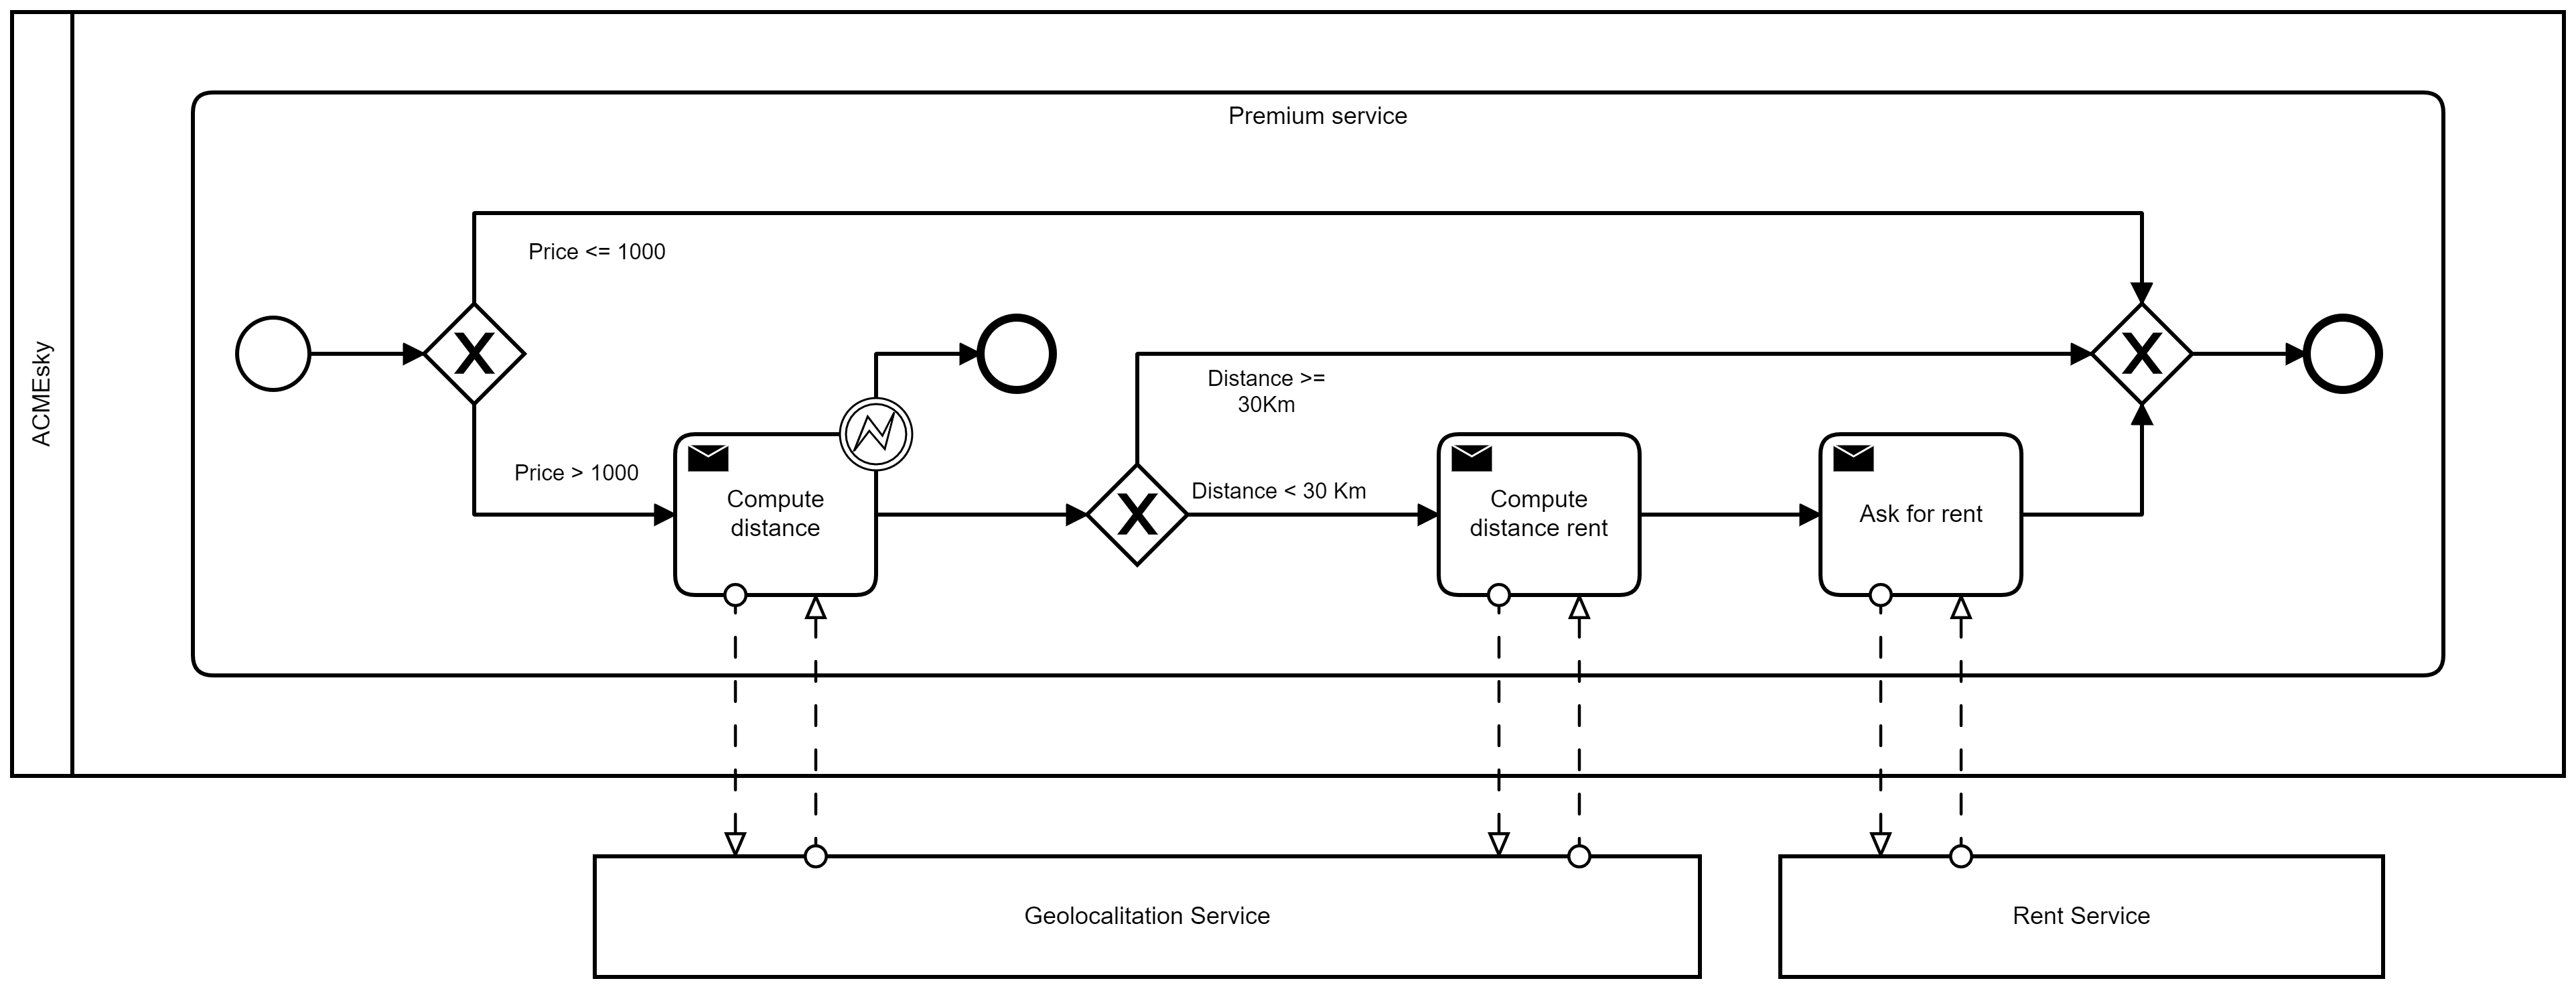 ACMEsky
Premium service
Price <= 1000
Price > 1000
Compute
distance
Distance >=
30Km
Distance < 30 Km
Compute
distance rent
Ask for rent
Geolocalitation Service
Rent Service